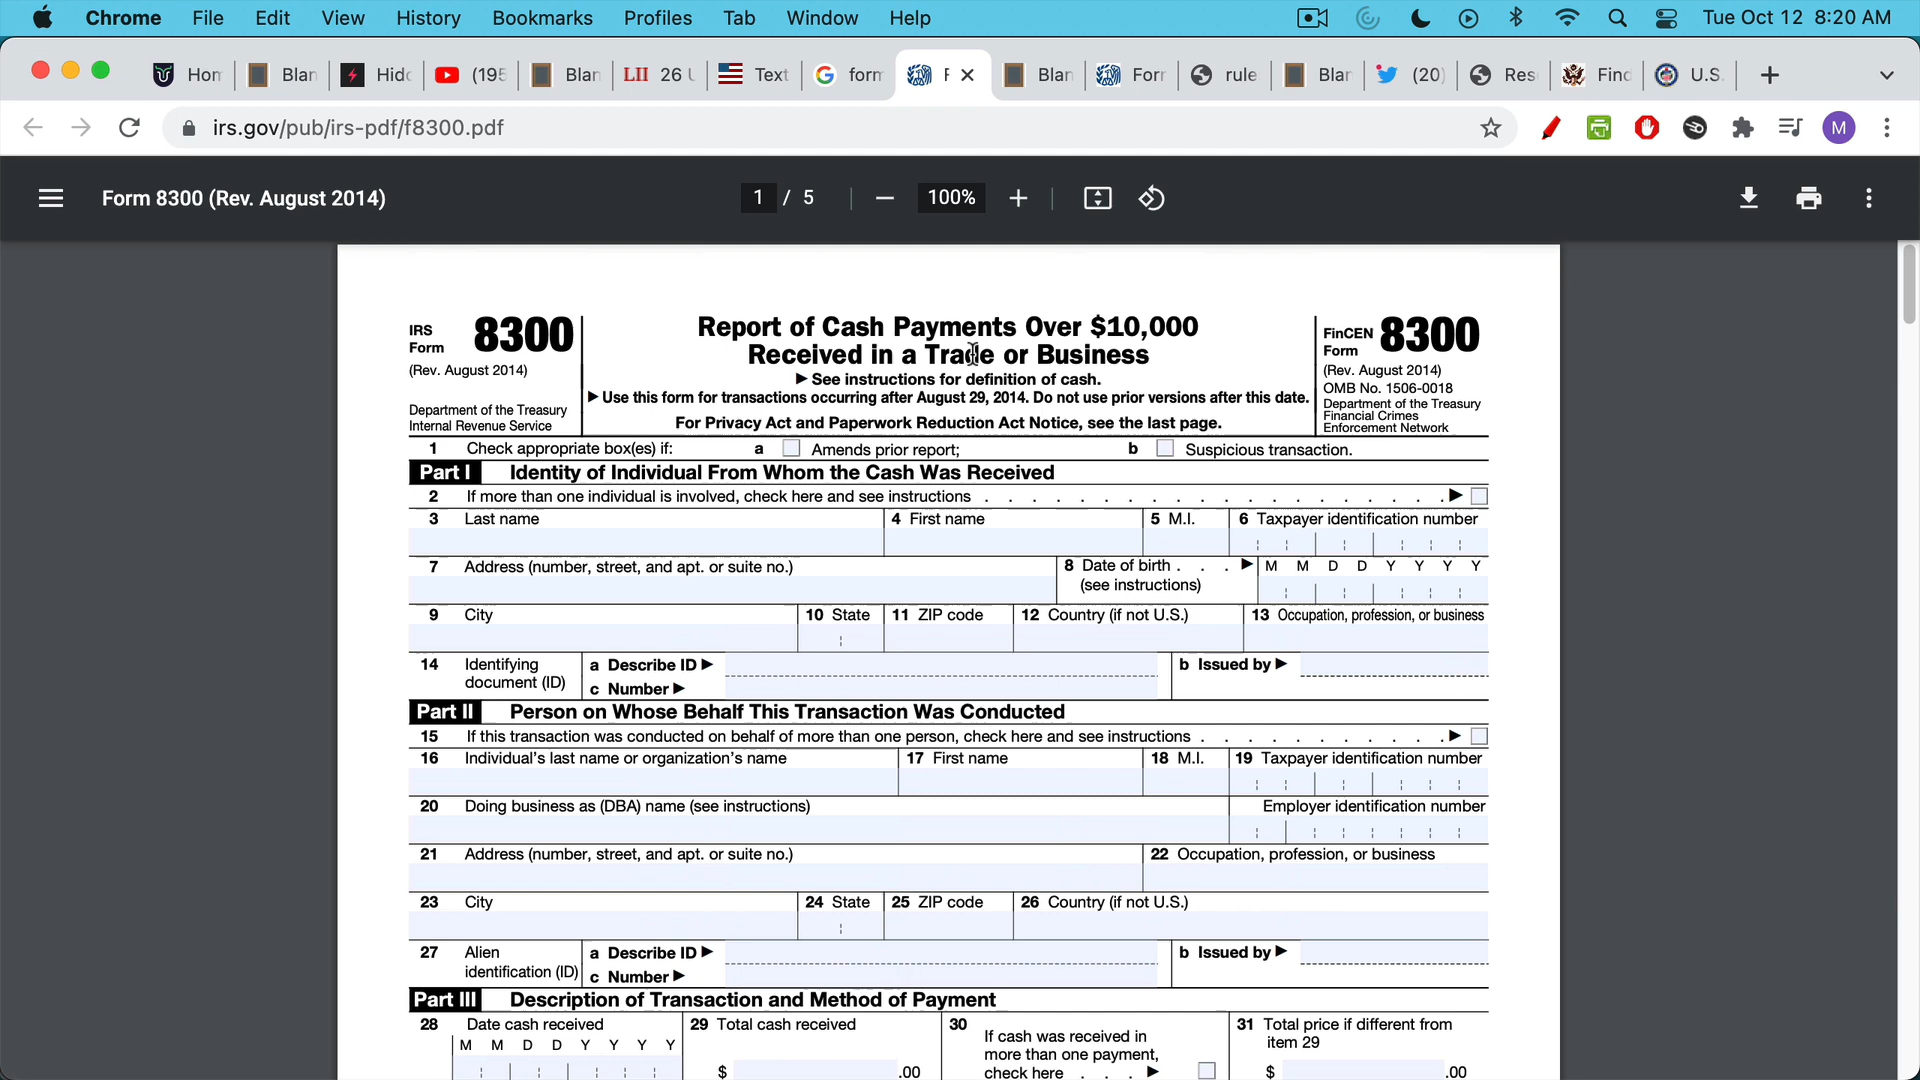 Chrome File Edit View History Bookmarks Profiles Tab Window Help Tue Oct 12 8:20 AM
Hom Blan Hidd (195 Blan LII 26 U Text form F Blan Forr rule Blar (20) Res Finc U.S.
irs.gov/pub/irs-pdf/f8300.pdf M
Form 8300 (Rev. August 2014) 1 / 5 100%
IRS Form 8300
(Rev. August 2014)
Department of the Treasury
Internal Revenue Service
Report of Cash Payments Over $10,000
Received in a Trade or Business
▶ See instructions for definition of cash.
▶ Use this form for transactions occurring after August 29, 2014. Do not use prior versions after this date.
For Privacy Act and Paperwork Reduction Act Notice, see the last page.
FinCEN Form 8300
(Rev. August 2014)
OMB No. 1506-0018
Department of the Treasury
Financial Crimes
Enforcement Network
1 Check appropriate box(es) if: a Amends prior report; b Suspicious transaction.
Part I Identity of Individual From Whom the Cash Was Received
2 If more than one individual is involved, check here and see instructions . . . . . . . . . . . . . . . . ▶
3 Last name 4 First name 5 M.I. 6 Taxpayer identification number
7 Address (number, street, and apt. or suite no.) 8 Date of birth . . . ▶ M M D D Y Y Y Y
(see instructions)
9 City 10 State 11 ZIP code 12 Country (if not U.S.) 13 Occupation, profession, or business
14 Identifying document (ID) a Describe ID ▶ b Issued by ▶
c Number ▶
Part II Person on Whose Behalf This Transaction Was Conducted
15 If this transaction was conducted on behalf of more than one person, check here and see instructions . . . . . . . . . ▶
16 Individual's last name or organization's name 17 First name 18 M.I. 19 Taxpayer identification number
20 Doing business as (DBA) name (see instructions) Employer identification number
21 Address (number, street, and apt. or suite no.) 22 Occupation, profession, or business
23 City 24 State 25 ZIP code 26 Country (if not U.S.)
27 Alien identification (ID) a Describe ID ▶ b Issued by ▶
c Number ▶
Part III Description of Transaction and Method of Payment
28 Date cash received 29 Total cash received 30 If cash was received in 31 Total price if different from
M M D D Y Y Y Y more than one payment, item 29
$ .00 check here . . . ▶ $ .00